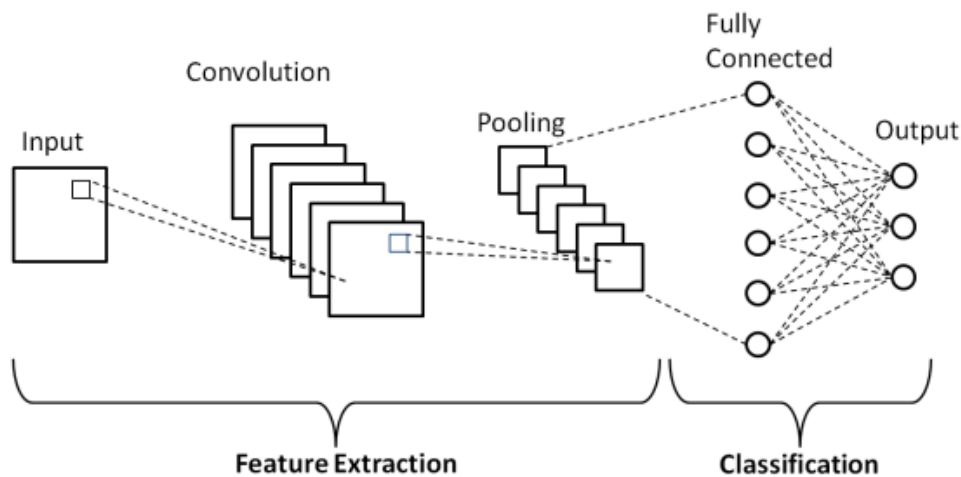 Input
Convolution
Pooling
Fully
Connected
Output
Feature Extraction
Classification